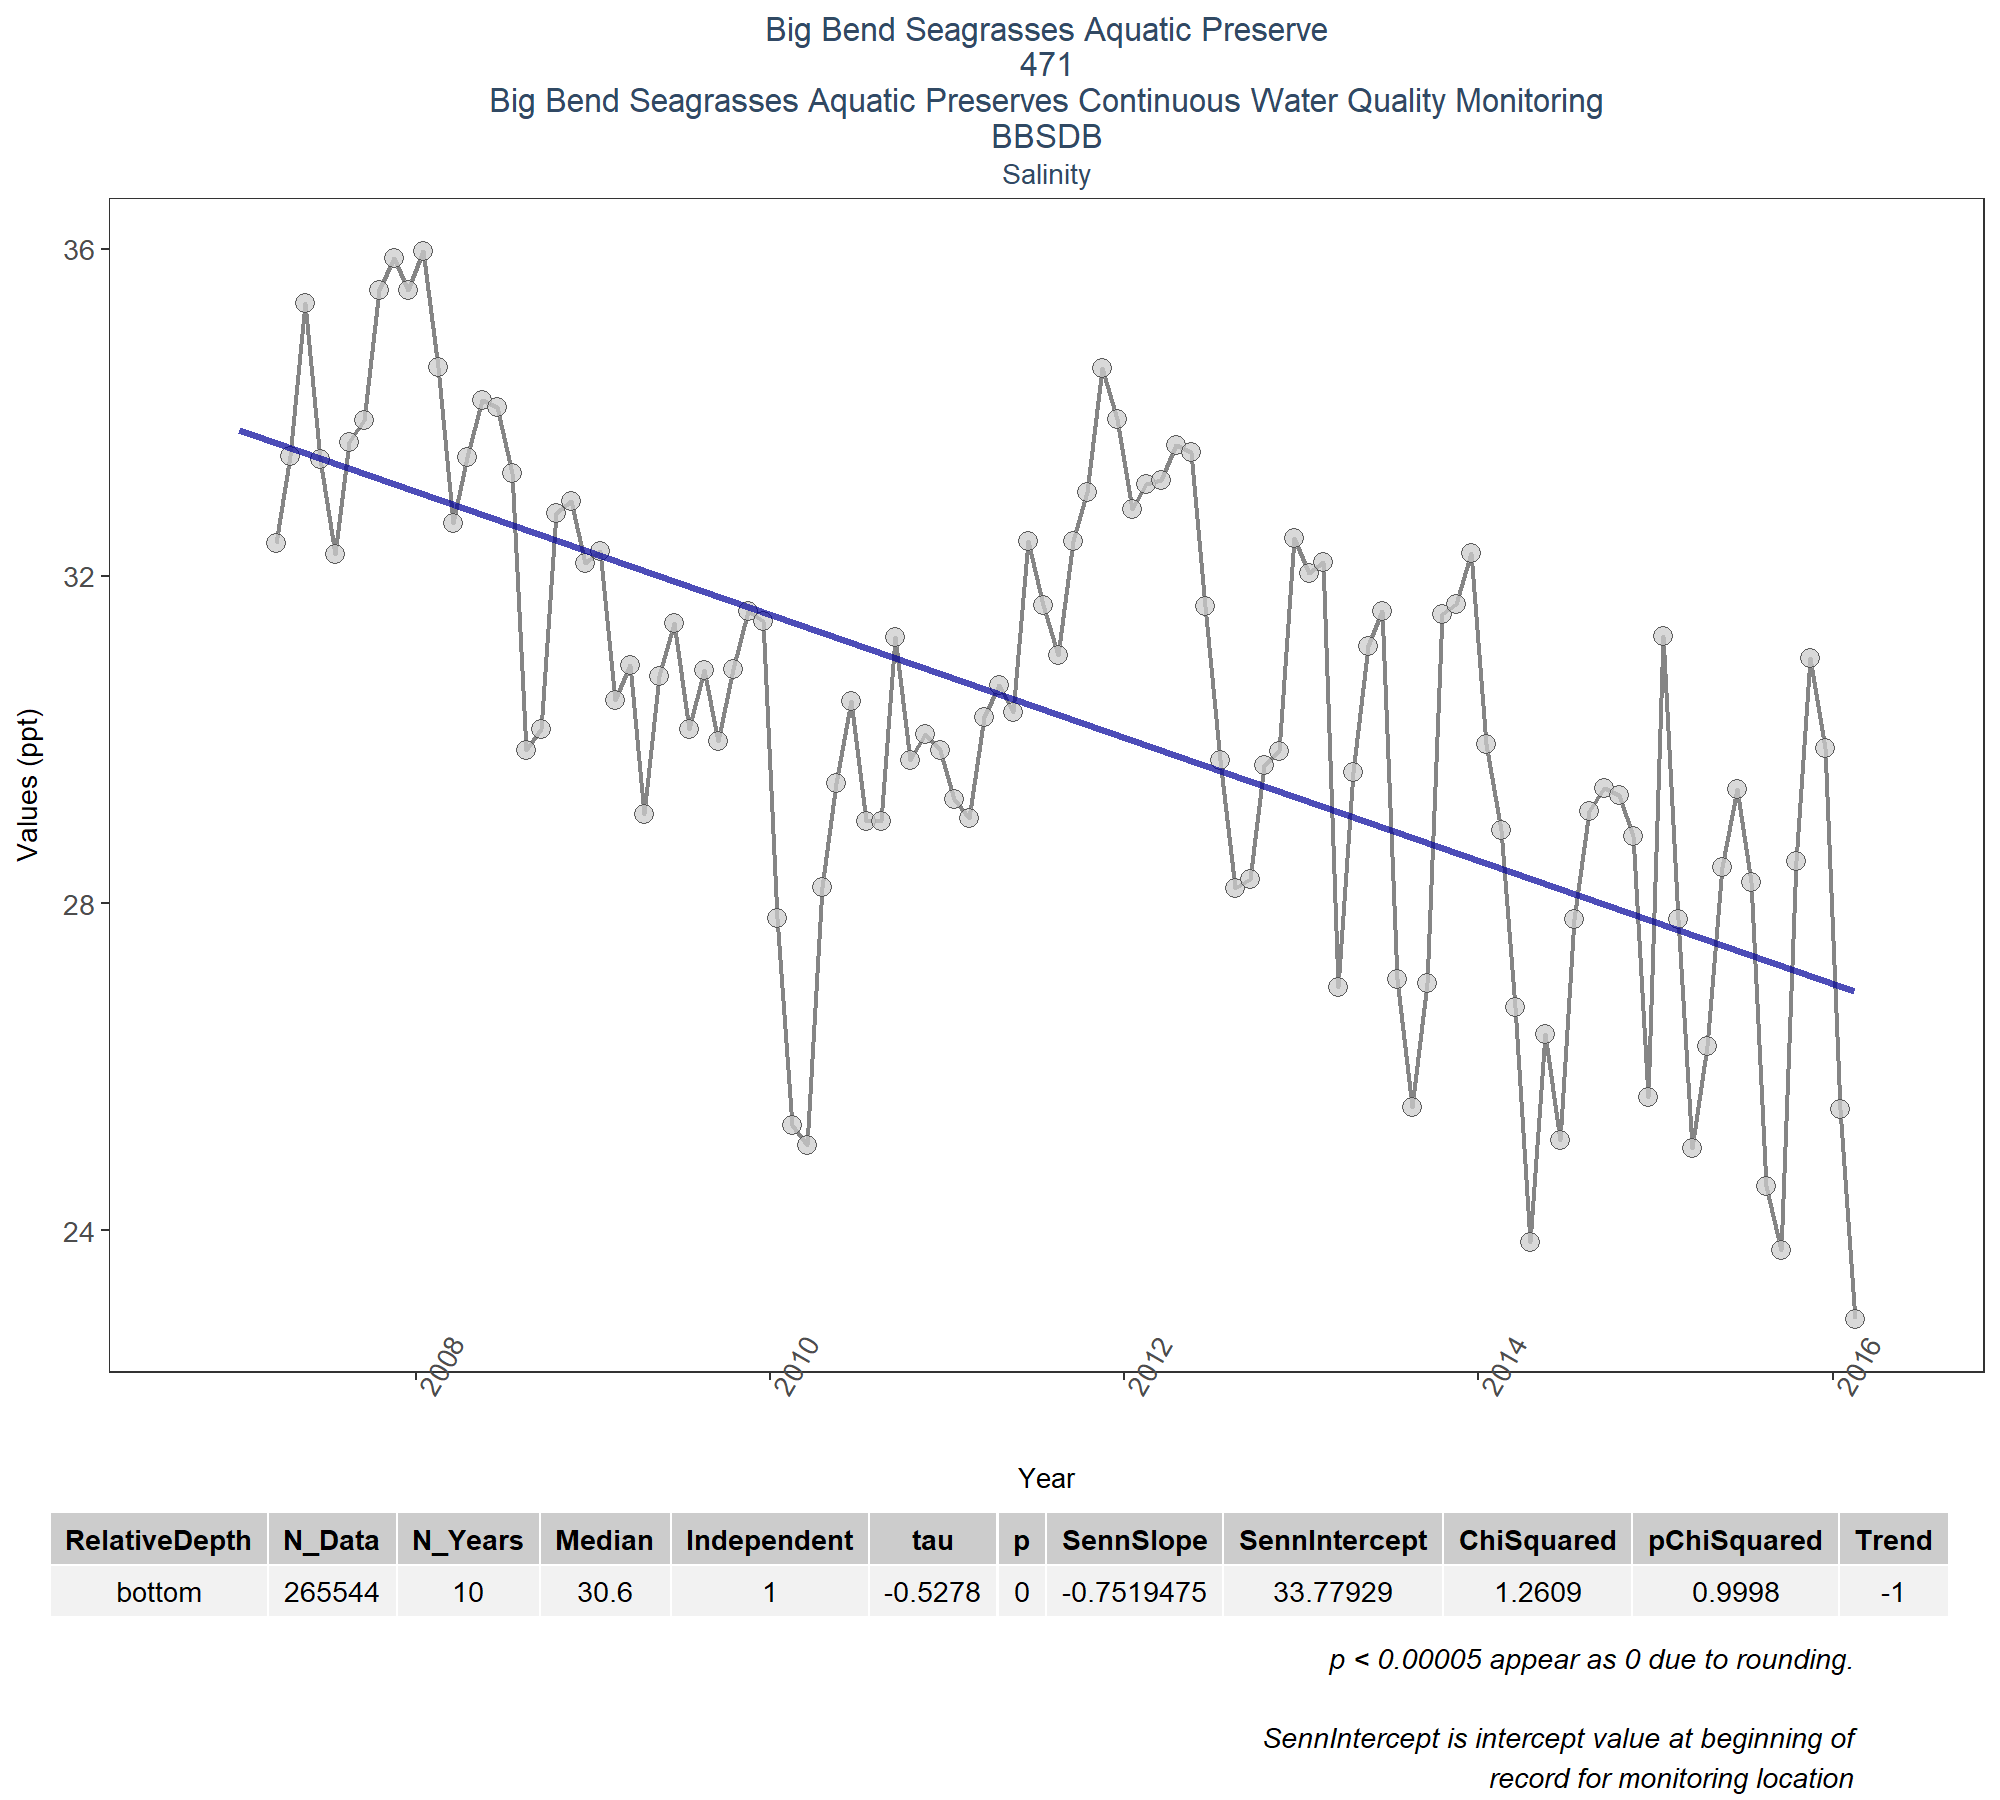 Big Bend Seagrasses Aquatic Preserve
471
Big Bend Seagrasses Aquatic Preserves Continuous Water Quality Monitoring
BBSDB
Salinity
36
32
28
24
Values (ppt)
2008 2010 2012 2014 2016
Year
RelativeDepth N_Data N_Years Median Independent tau p SennSlope SennIntercept ChiSquared pChiSquared Trend
bottom 265544 10 30.6 1 -0.5278 0 -0.7519475 33.77929 1.2609 0.9998 -1
p < 0.00005 appear as 0 due to rounding.
SennIntercept is intercept value at beginning of
record for monitoring location